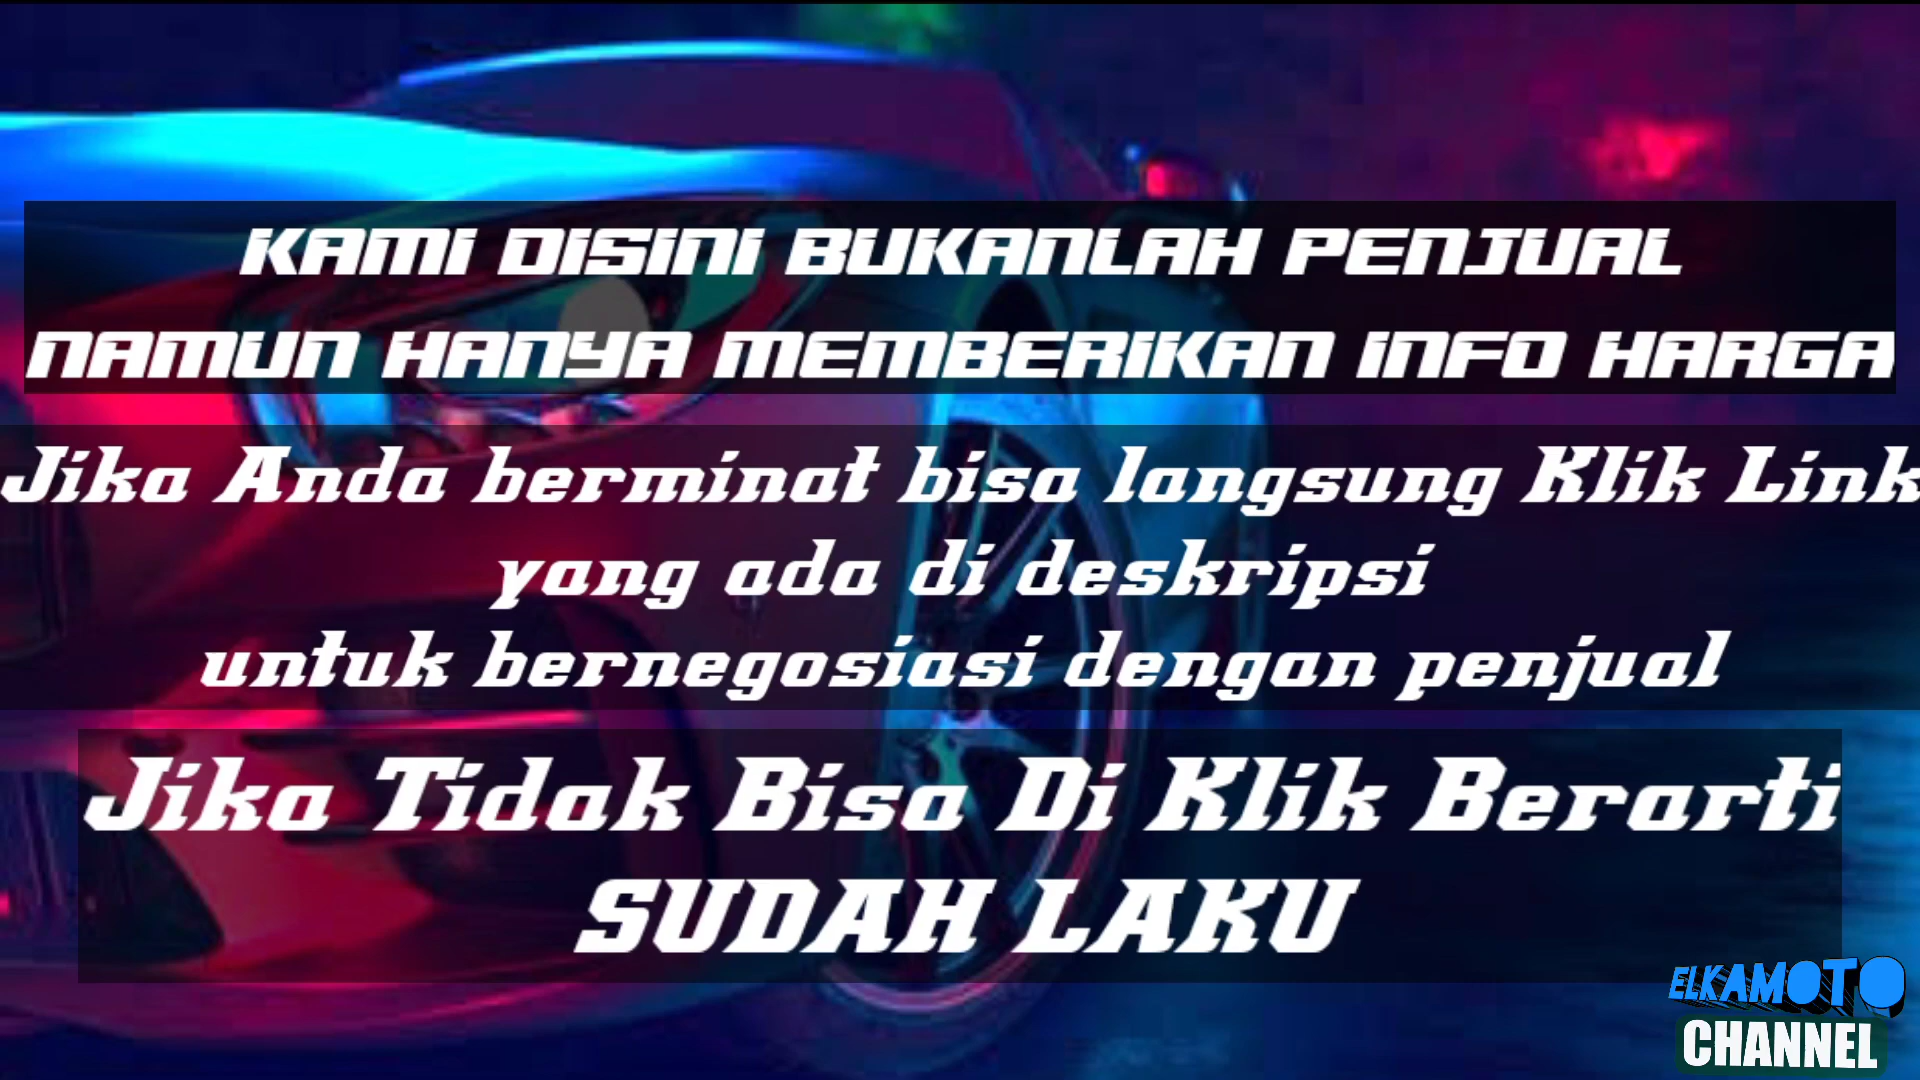 KAMI DISINI BUKANLAH PENJUAL
NAMUN HANYA MEMBERIKAN INFO HARGA
Jika Anda berminat bisa langsung Klik Link
yang ada di deskripsi
untuk bernegosiasi dengan penjual
Jika Tidak Bisa Di Klik Berarti
SUDAH LAKU
ELKAMOTO
CHANNEL